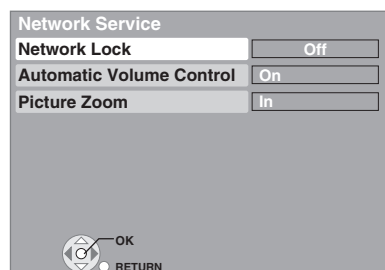 Network Service
Network Lock Off
Automatic Volume Control On
Picture Zoom In
OK
RETURN